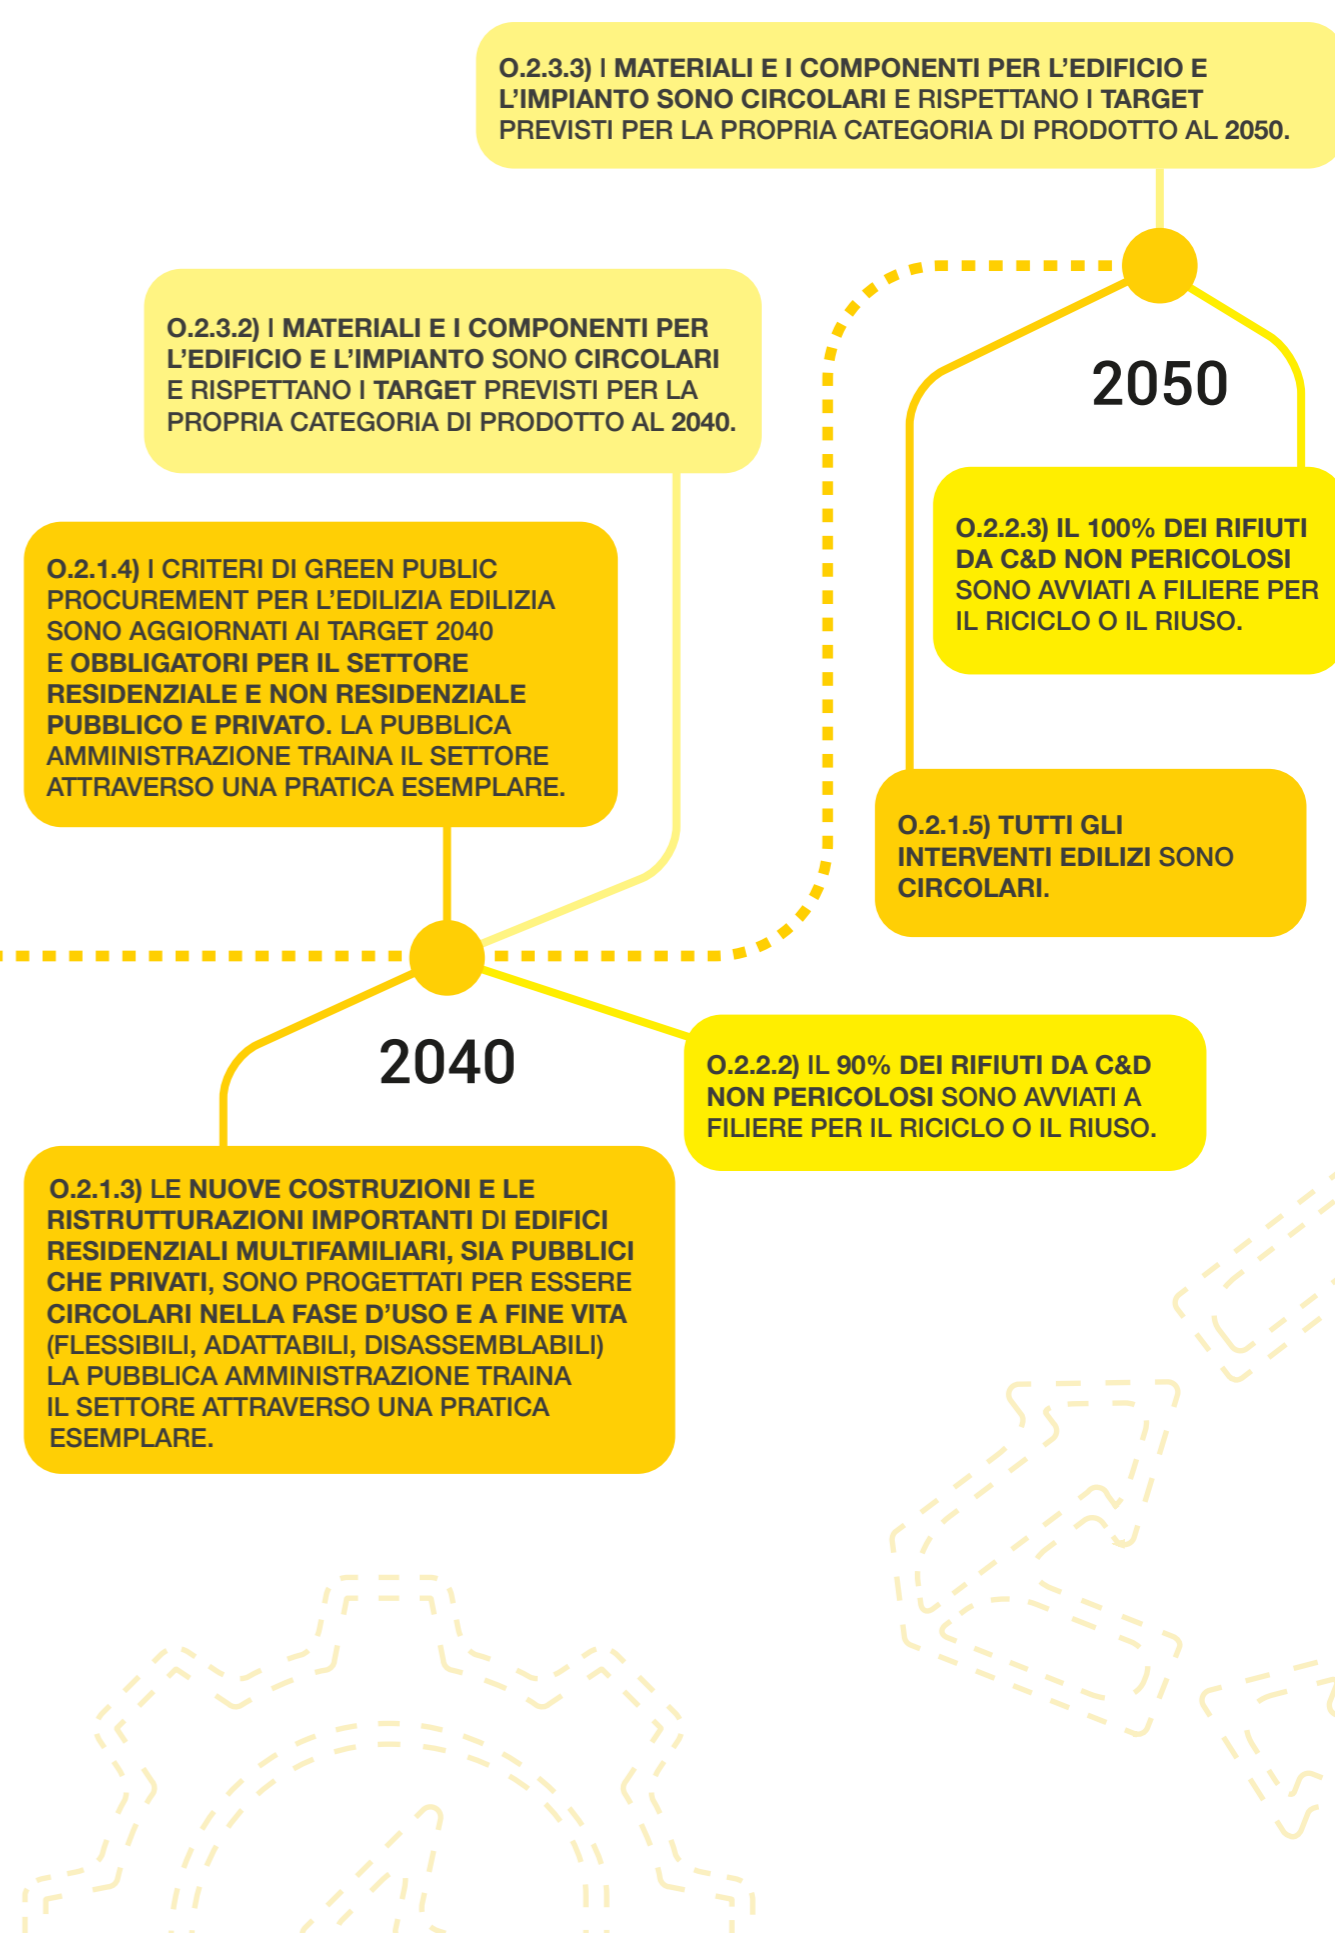 O.2.3.3) I MATERIALI E I COMPONENTI PER L'EDIFICIO E
L'IMPIANTO SONO CIRCOLARI E RISPETTANO I TARGET
PREVISTI PER LA PROPRIA CATEGORIA DI PRODOTTO AL 2050.
O.2.3.2) I MATERIALI E I COMPONENTI PER
L'EDIFICIO E L'IMPIANTO SONO CIRCOLARI
E RISPETTANO I TARGET PREVISTI PER LA
PROPRIA CATEGORIA DI PRODOTTO AL 2040.
2050
O.2.2.3) IL 100% DEI RIFIUTI
DA C&D NON PERICOLOSI
SONO AVVIATI A FILIERE PER
IL RICICLO O IL RIUSO.
O.2.1.4) I CRITERI DI GREEN PUBLIC
PROCUREMENT PER L'EDILIZIA EDILIZIA
SONO AGGIORNATI AI TARGET 2040
E OBBLIGATORI PER IL SETTORE
RESIDENZIALE E NON RESIDENZIALE
PUBBLICO E PRIVATO. LA PUBBLICA
AMMINISTRAZIONE TRAINA IL SETTORE
ATTRAVERSO UNA PRATICA ESEMPLARE.
O.2.1.5) TUTTI GLI
INTERVENTI EDILIZI SONO
CIRCOLARI.
2040
O.2.2.2) IL 90% DEI RIFIUTI DA C&D
NON PERICOLOSI SONO AVVIATI A
FILIERE PER IL RICICLO O IL RIUSO.
O.2.1.3) LE NUOVE COSTRUZIONI E LE
RISTRUTTURAZIONI IMPORTANTI DI EDIFICI
RESIDENZIALI MULTIFAMILIARI, SIA PUBBLICI
CHE PRIVATI, SONO PROGETTATI PER ESSERE
CIRCOLARI NELLA FASE D'USO E A FINE VITA
(FLESSIBILI, ADATTABILI, DISASSEMBLABILI)
LA PUBBLICA AMMINISTRAZIONE TRAINA
IL SETTORE ATTRAVERSO UNA PRATICA
ESEMPLARE.